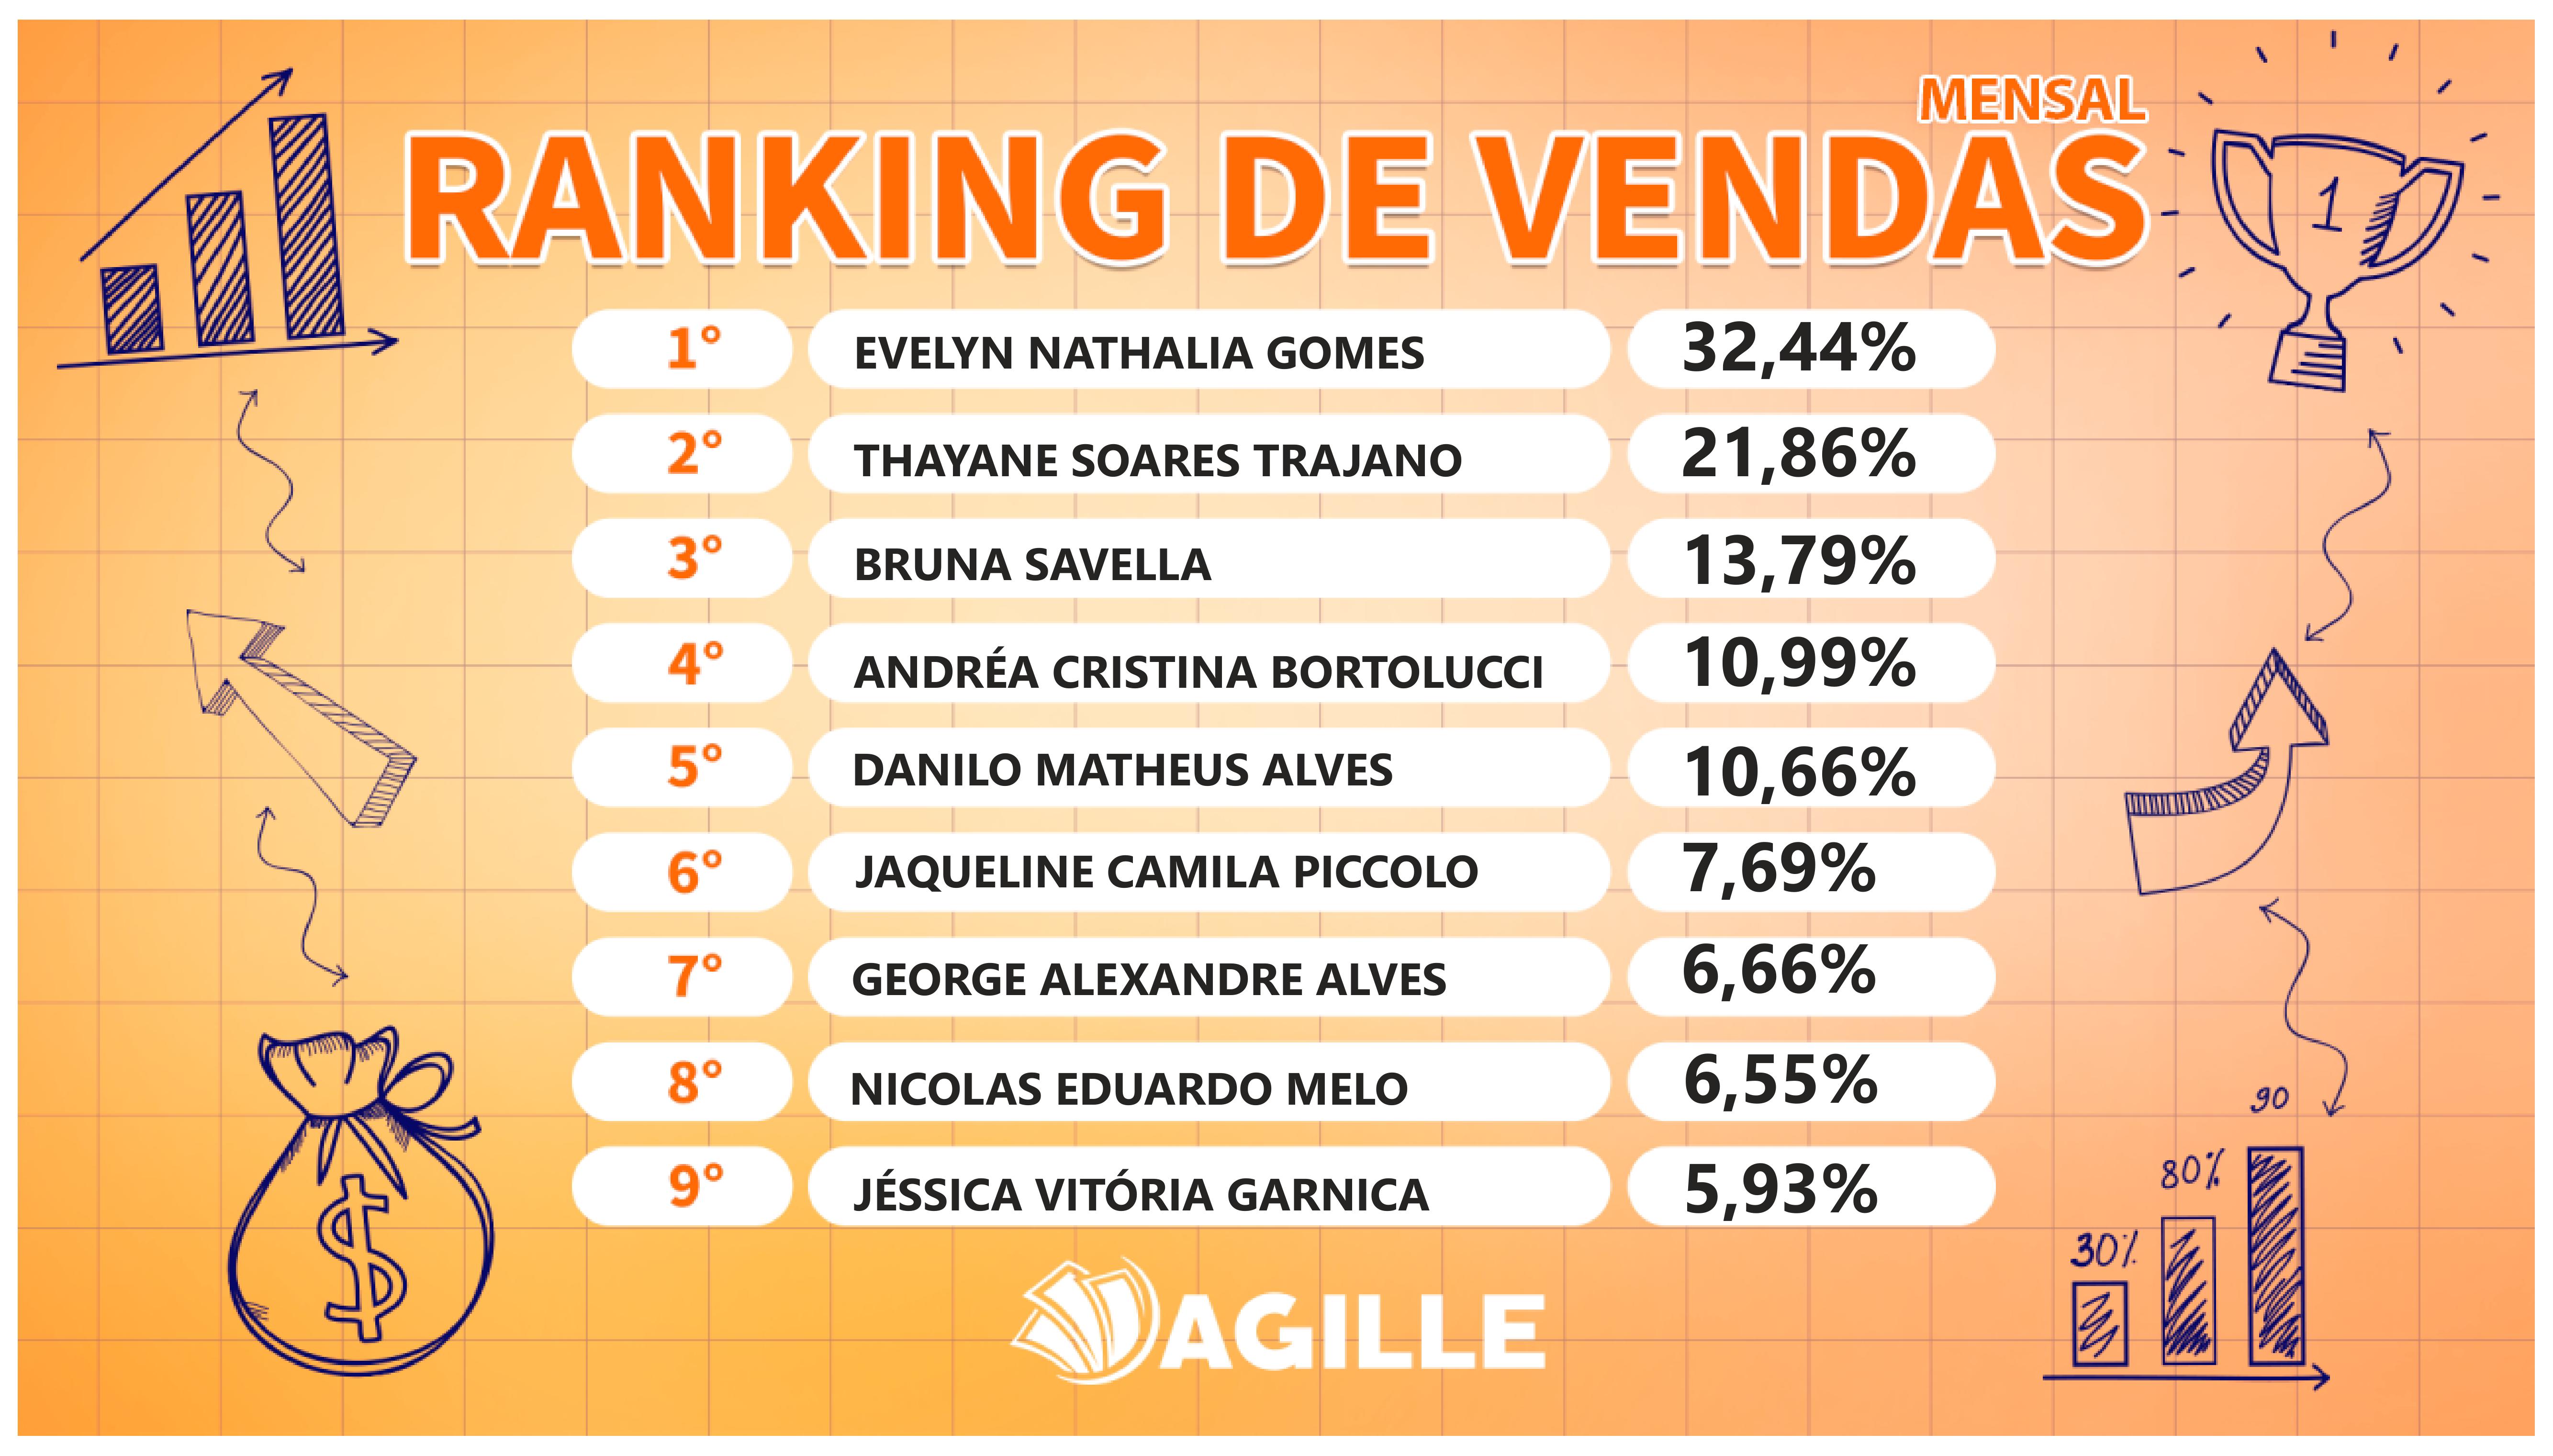 MENSAL
RANKING DE VENDAS
1° EVELYN NATHALIA GOMES 32,44%
2° THAYANE SOARES TRAJANO 21,86%
3° BRUNA SAVELLA 13,79%
4° ANDRÉA CRISTINA BORTOLUCCI 10,99%
5° DANILO MATHEUS ALVES 10,66%
6° JAQUELINE CAMILA PICCOLO 7,69%
7° GEORGE ALEXANDRE ALVES 6,66%
8° NICOLAS EDUARDO MELO 6,55%
9° JÉSSICA VITÓRIA GARNICA 5,93%
AGILLE
1
$
30%
80%
90